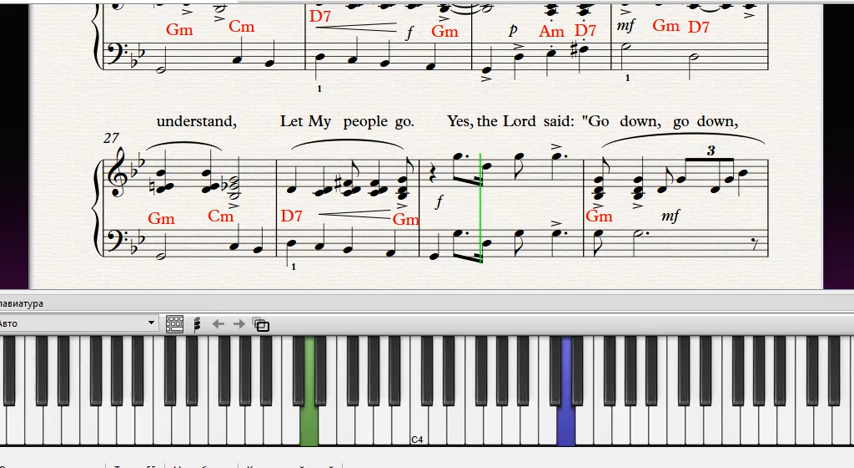 Gm Cm D7 f Gm p Am D7 mf Gm D7
1 1
understand, Let My people go. Yes, the Lord said: "Go down, go down,
27
3
Gm Cm D7 Gm f Gm mf
1
лавиатура
Авто
C4